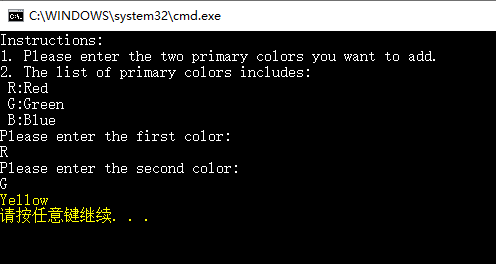 C:\WINDOWS\system32\cmd.exe
Instructions:
1. Please enter the two primary colors you want to add.
2. The list of primary colors includes:
R:Red
G:Green
B:Blue
Please enter the first color:
R
Please enter the second color:
G
Yellow
请按任意键继续. . .